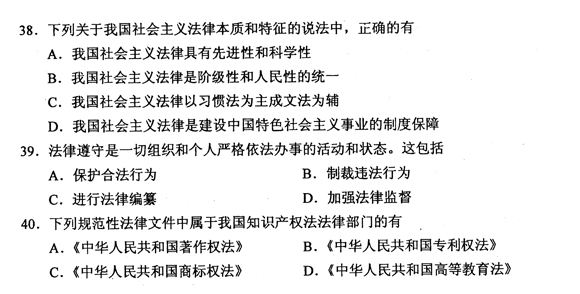 38．下列关于我国社会主义法律本质和特征的说法中，正确的有
A．我国社会主义法律具有先进性和科学性
B．我国社会主义法律是阶级性和人民性的统一
C．我国社会主义法律以习惯法为主成文法为辅
D．我国社会主义法律是建设中国特色社会主义事业的制度保障
39．法律遵守是一切组织和个人严格依法办事的活动和状态。这包括
A．保护合法行为 B．制裁违法行为
C．进行法律编纂 D．加强法律监督
40．下列规范性法律文件中属于我国知识产权法法律部门的有
A．《中华人民共和国著作权法》 B．《中华人民共和国专利权法》
C．《中华人民共和国商标权法》 D．《中华人民共和国高等教育法》